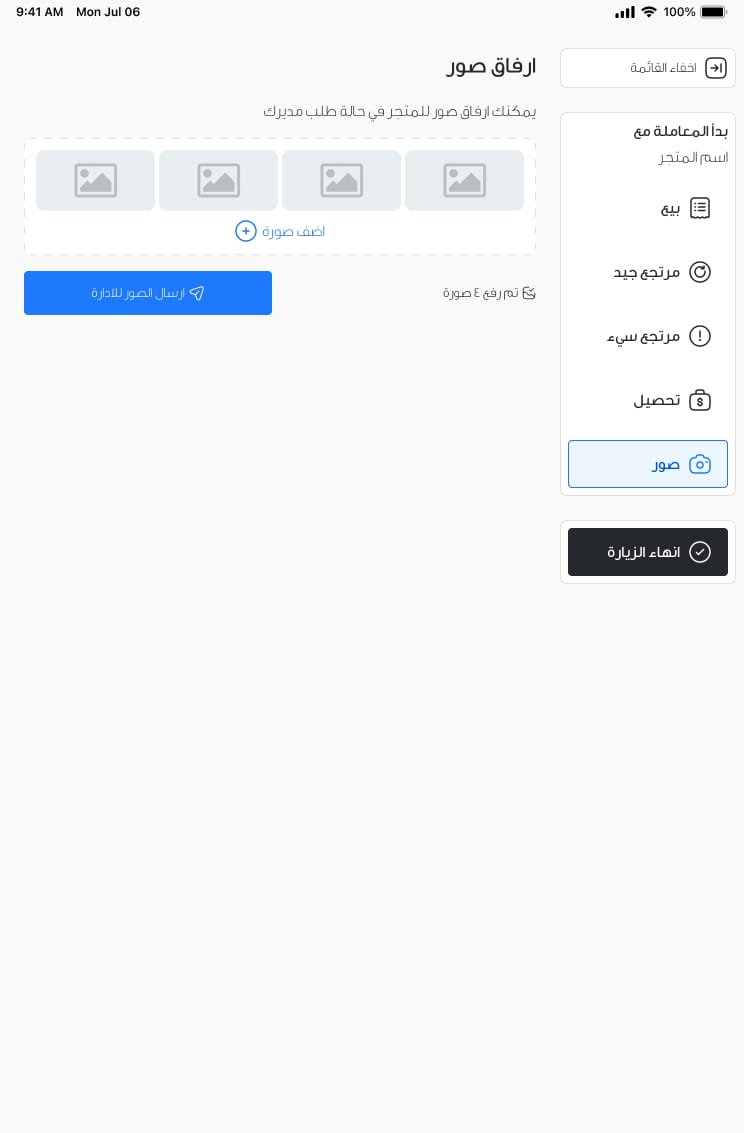 9:41 AM Mon Jul 06
100%
اخفاء القائمة
بدأ المعاملة مع
اسم المتجر
بيع
مرتجع جيد
مرتجع سيء
تحصيل
صور
انهاء الزيارة
ارفاق صور
يمكنك ارفاق صور للمتجر في حالة طلب مديرك
اضف صورة
تم رفع ٤ صورة
ارسال الصور للادارة